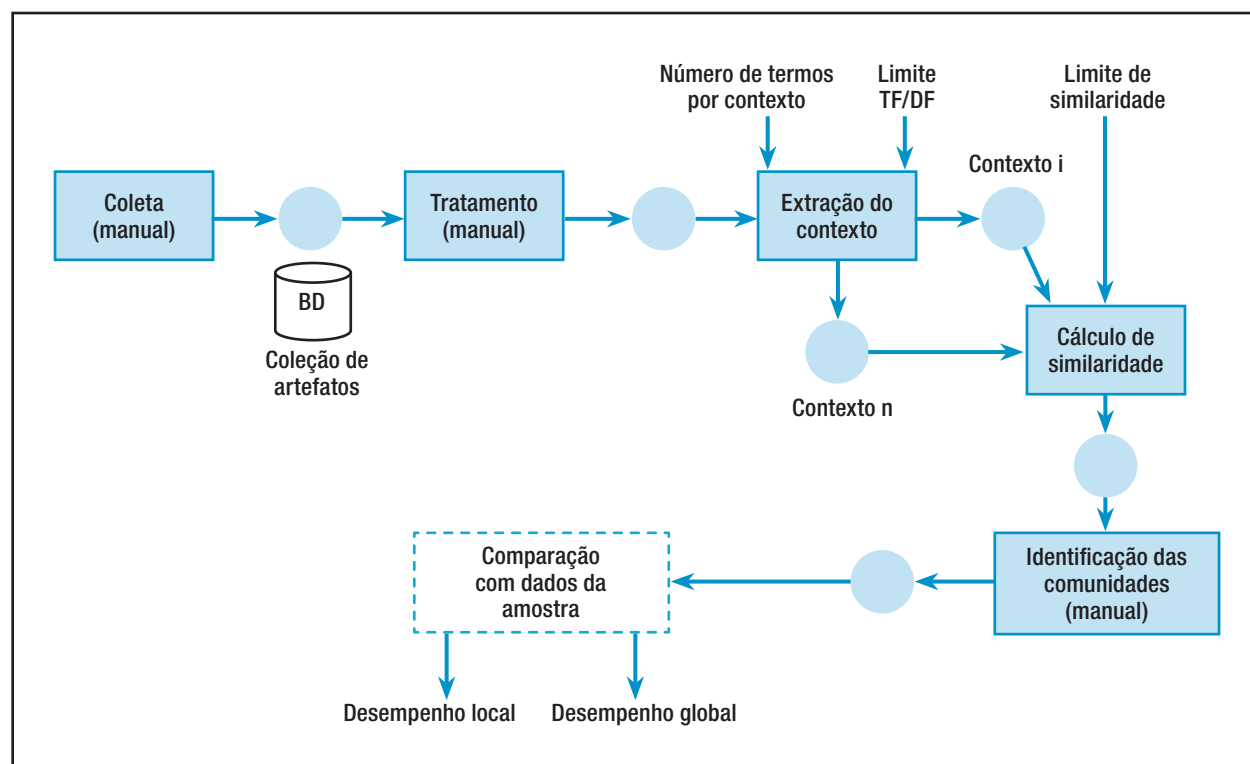 Número de termos
por contexto
Limite
TF/DF
Limite de
similaridade
Coleta
(manual)
Tratamento
(manual)
Extração do
contexto
Contexto i
BD
Coleção de
artefatos
Contexto n
Cálculo de
similaridade
Identificação das
comunidades
(manual)
Comparação
com dados da
amostra
Desempenho local
Desempenho global